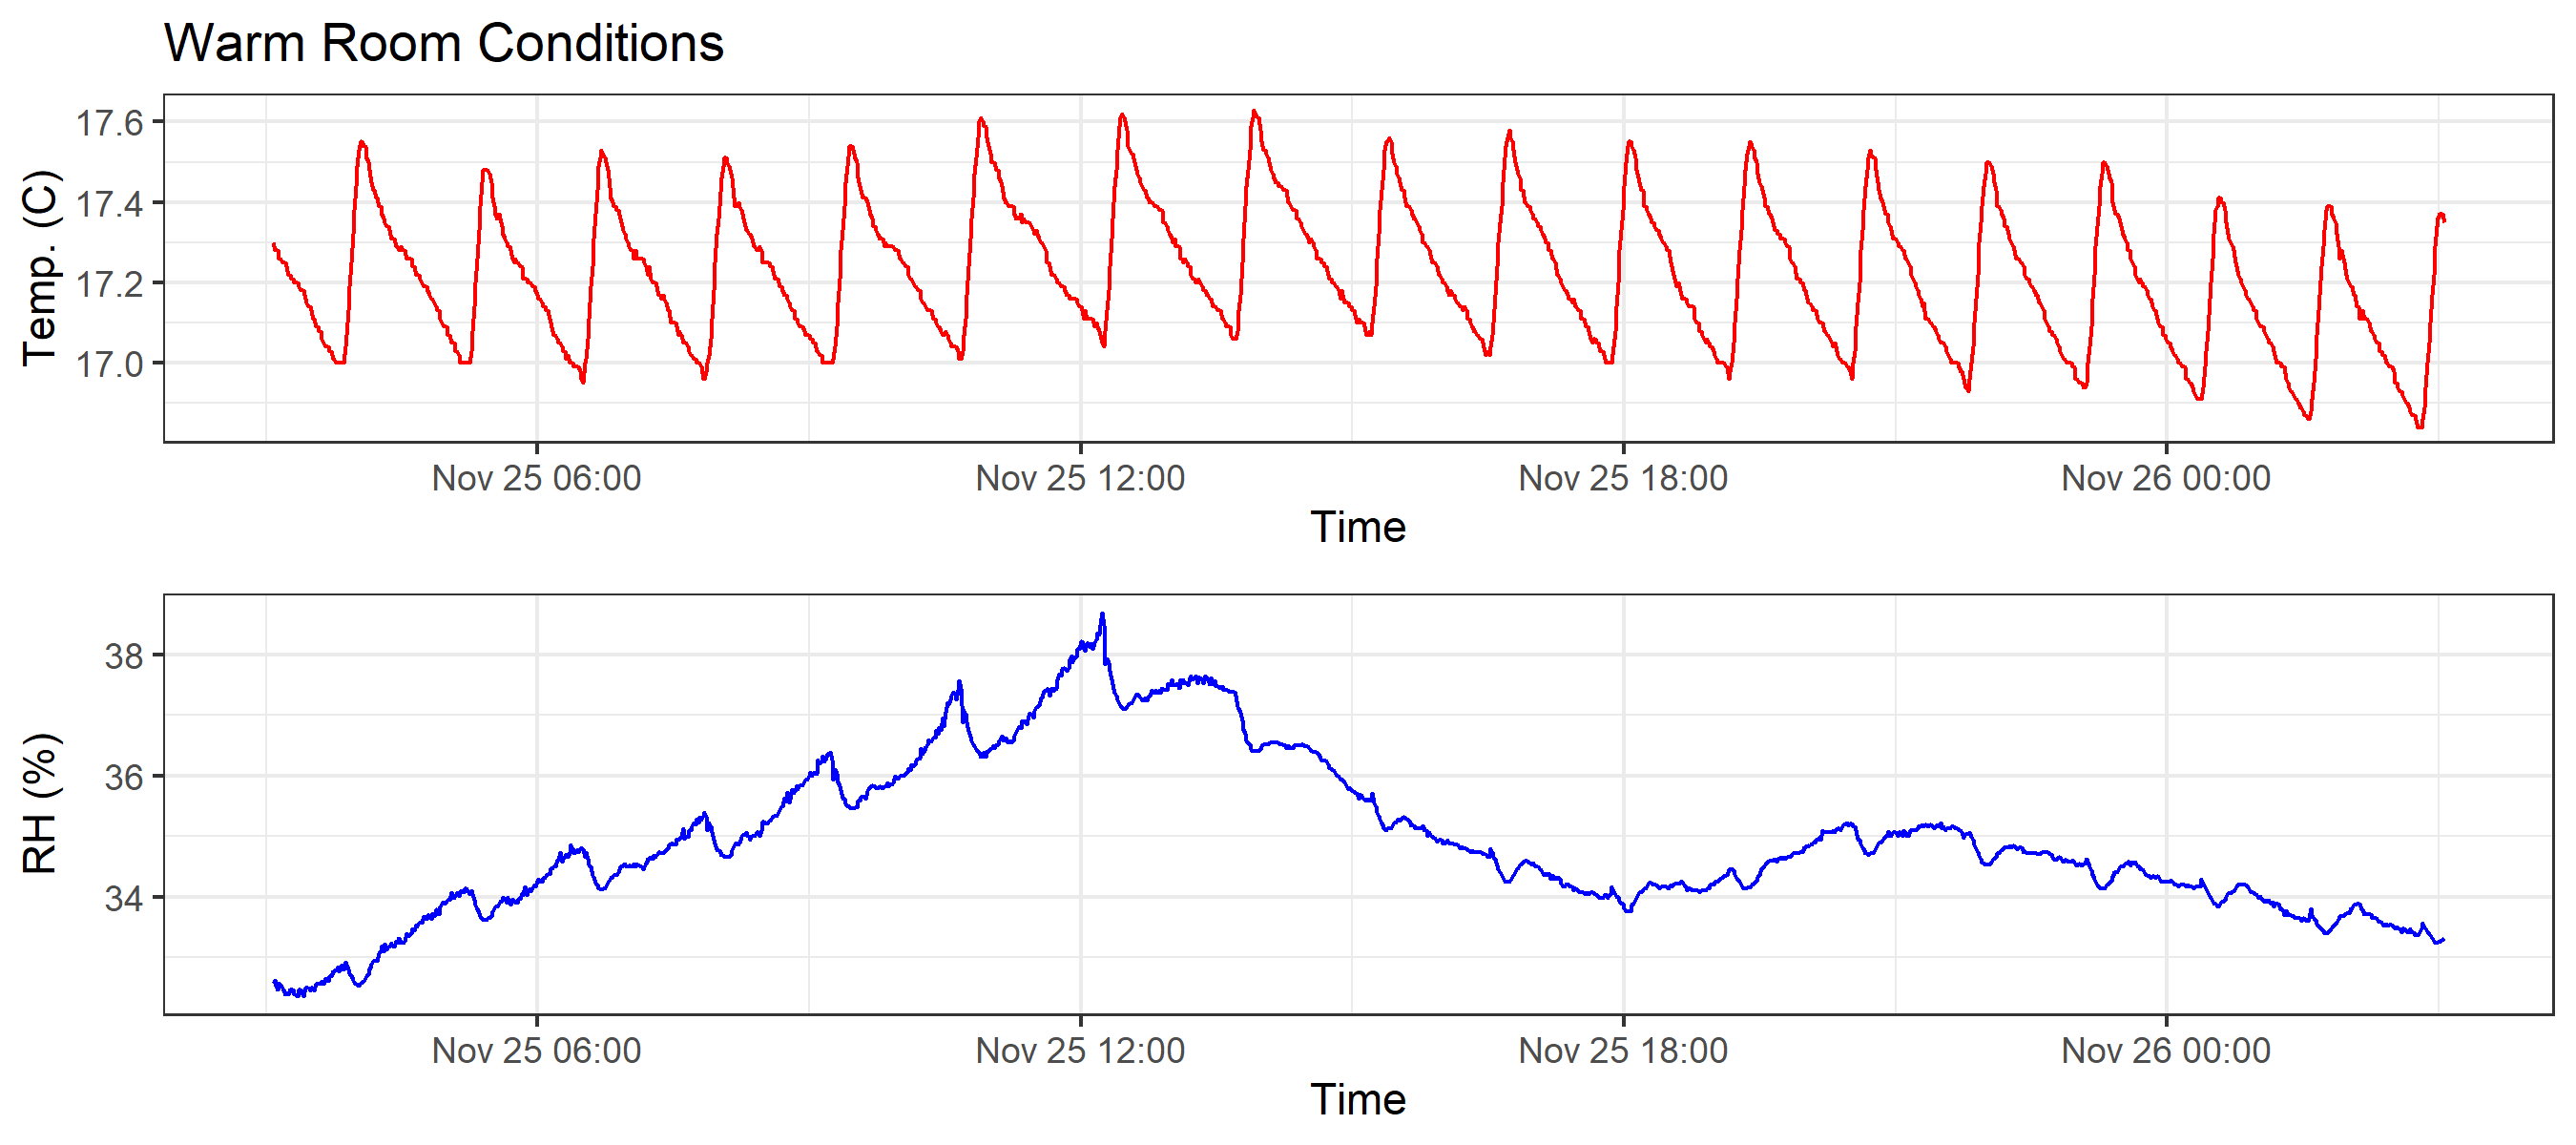 Warm Room Conditions
Temp. (C)
17.6
17.4
17.2
17.0
Nov 25 06:00 Nov 25 12:00 Nov 25 18:00 Nov 26 00:00
Time
RH (%)
38
36
34
Nov 25 06:00 Nov 25 12:00 Nov 25 18:00 Nov 26 00:00
Time